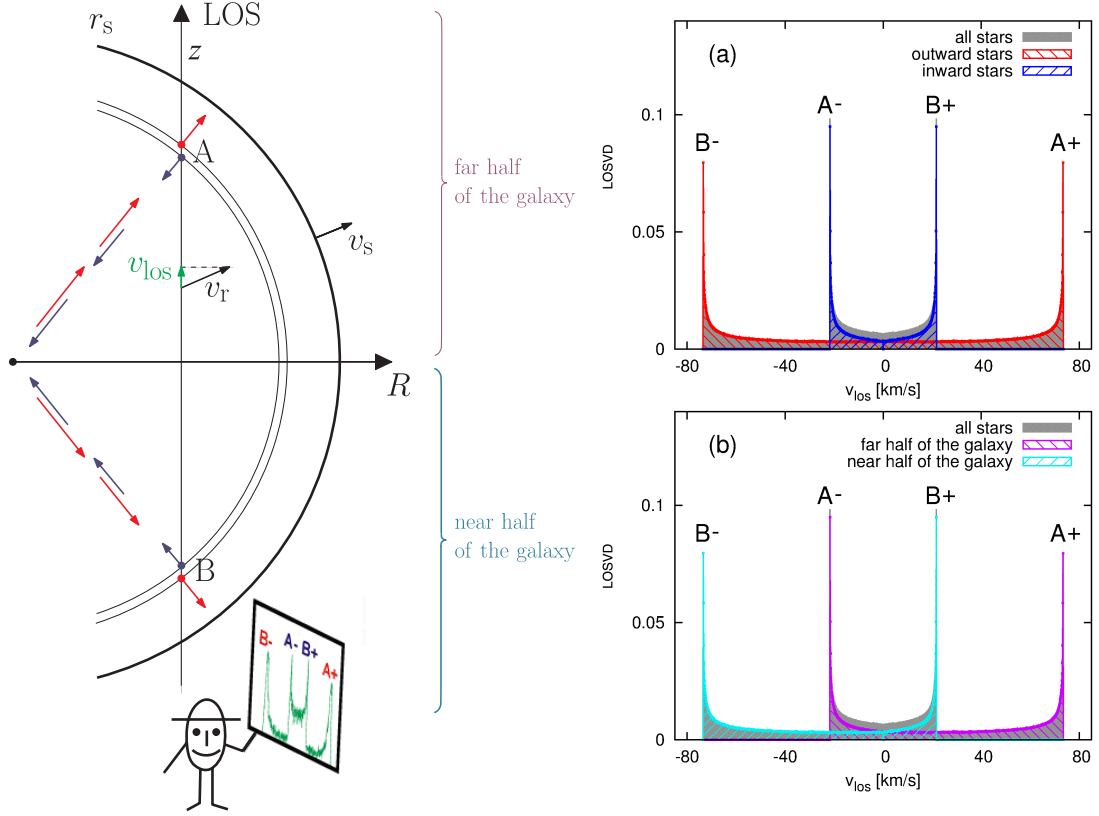 r_s
LOS
z
A
far half
of the galaxy
v_s
v_los
v_r
R
near half
of the galaxy
B
B- A- B+ A+
(a)
all stars
outward stars
inward stars
B-
A-
B+
A+
0.1
0.05
0
LOSVD
-80 -40 0 40 80
v_los [km/s]
(b)
all stars
far half of the galaxy
near half of the galaxy
B-
A-
B+
A+
0.1
0.05
0
LOSVD
-80 -40 0 40 80
v_los [km/s]